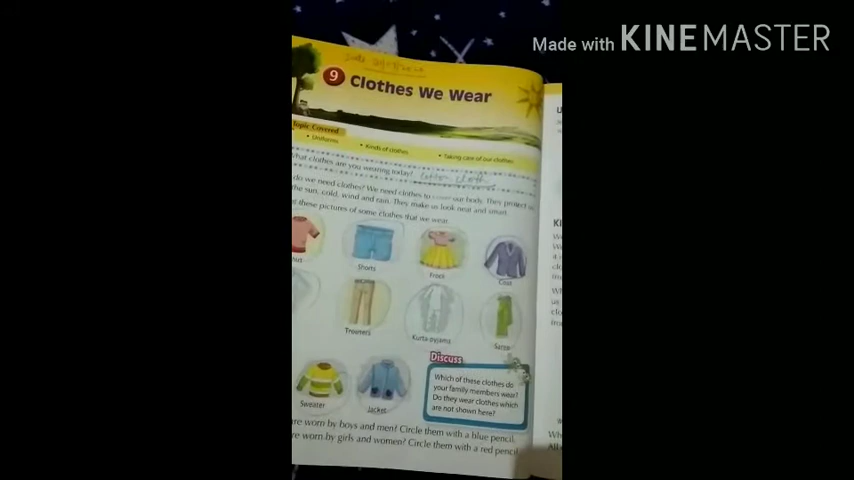 Made with KINEMASTER
9 Clothes We Wear
Topic Covered
• Uniforms • Kinds of clothes • Taking care of our clothes
What clothes are you wearing today? cotton cloth
do we need clothes? We need clothes to cover our body. They protect us
the sun, cold, wind and rain. They make us look neat and smart.
these pictures of some clothes that we wear.
Shorts Frock Coat
Trousers Kurta pyjama Saree
Sweater Jacket
Discuss
Which of these clothes do
your family members wear?
Do they wear clothes which
are not shown here?
are worn by boys and men? Circle them with a blue pencil.
are worn by girls and women? Circle them with a red pencil.